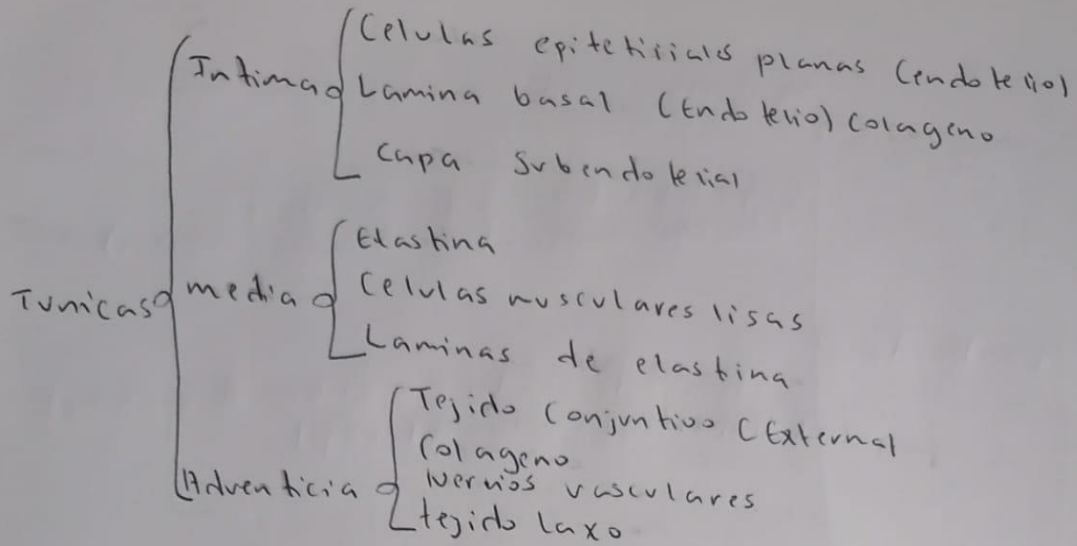 Celulas epiteliales planas (endotelio)
Intima
Lamina basal (Endotelio) colageno
Capa Subendotelial
Elastina
Tunicas
media
Celulas musculares lisas
Laminas de elastina
Tejido Conjuntivo (External
Colageno
Adventicia
Nervios vasculares
tejido laxo